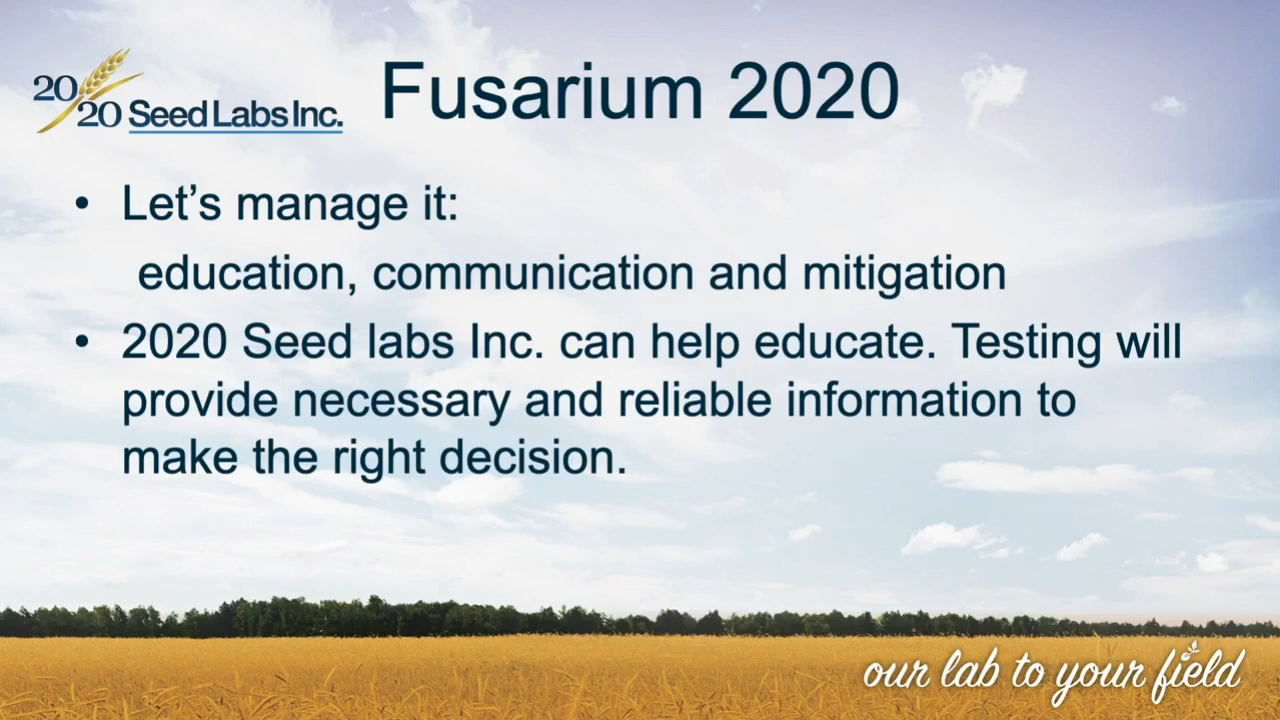 20/20 Seed Labs Inc.
Fusarium 2020
• Let's manage it:
education, communication and mitigation
• 2020 Seed labs Inc. can help educate. Testing will
provide necessary and reliable information to
make the right decision.
our lab to your field